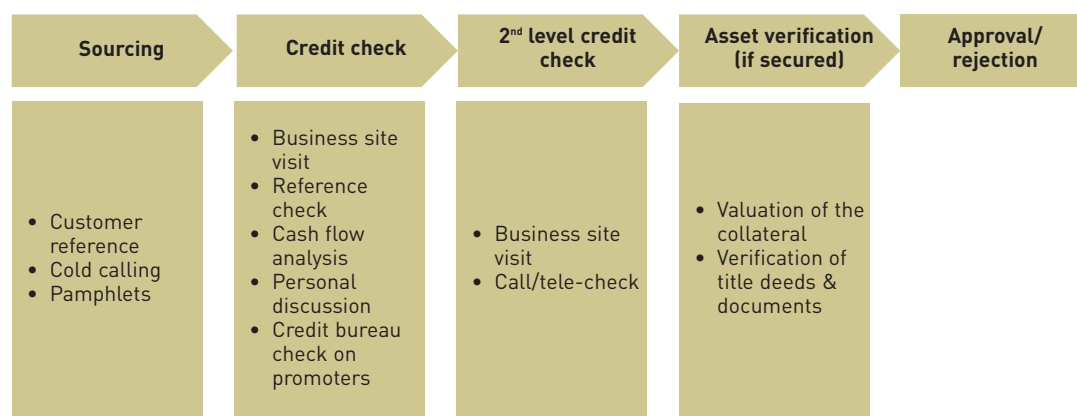 Sourcing
Credit check
2nd level credit
check
Asset verification
(if secured)
Approval/
rejection
• Customer
reference
• Cold calling
• Pamphlets
• Business site
visit
• Reference
check
• Cash flow
analysis
• Personal
discussion
• Credit bureau
check on
promoters
• Business site
visit
• Call/tele-check
• Valuation of the
collateral
• Verification of
title deeds &
documents